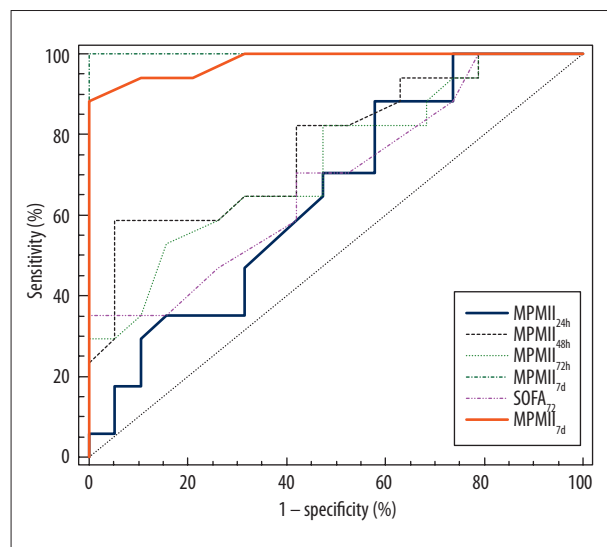 100
80
60
40
20
0
Sensitivity (%)
MPMII24h
MPMII48h
MPMII72h
MPMII7d
SOFA72
MPMII7d
0 20 40 60 80 100
1 – specificity (%)